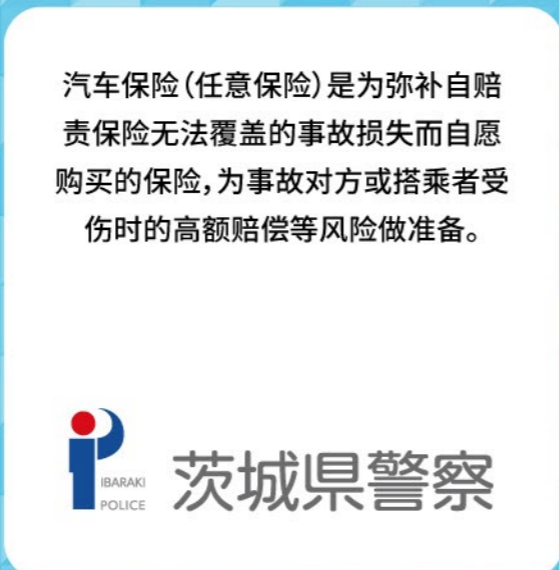 汽车保险(任意保险)是为弥补自赔
责保险无法覆盖的事故损失而自愿
购买的保险,为事故对方或搭乘者受
伤时的高额赔偿等风险做准备。
IBARAKI
POLICE
茨城県警察